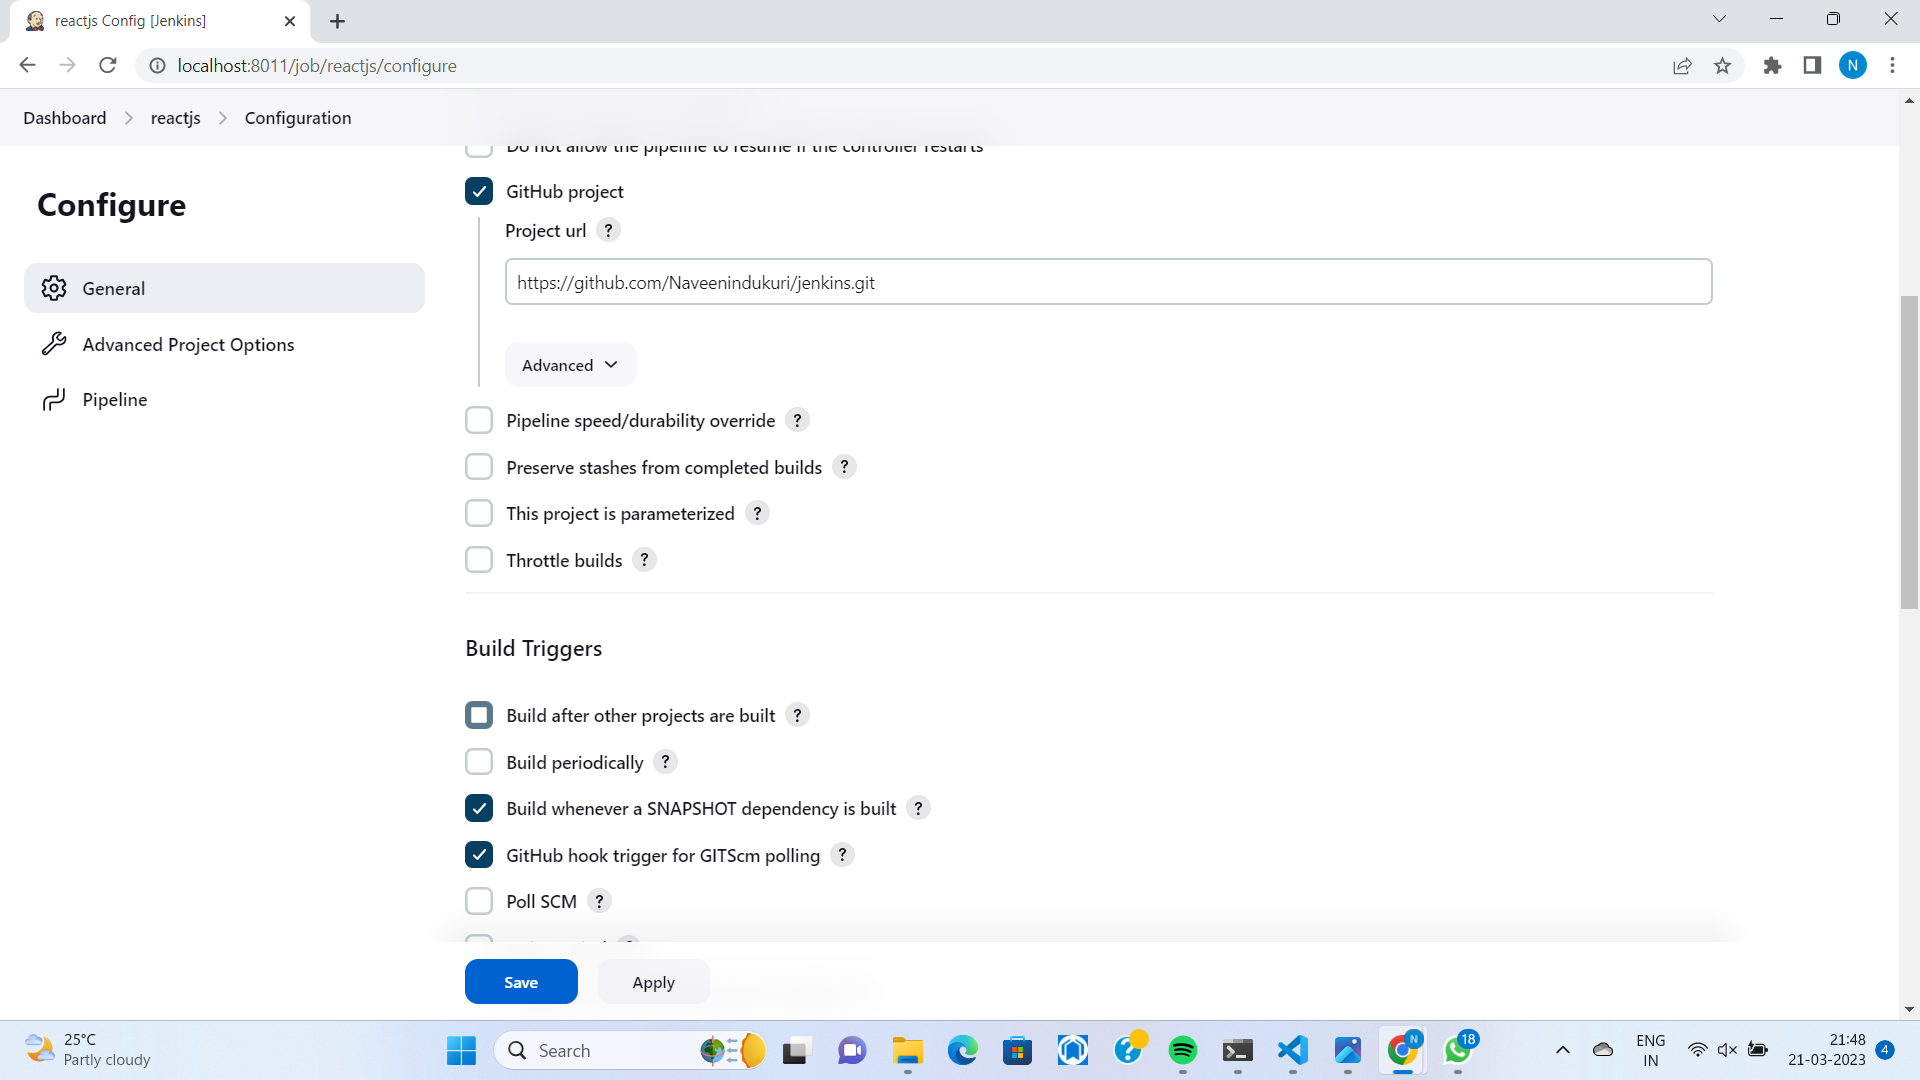 reactjs Config [Jenkins]
localhost:8011/job/reactjs/configure
N
Dashboard
reactjs
Configuration
Do not allow the pipeline to resume if the controller restarts
Configure
General
Advanced Project Options
Pipeline
GitHub project
Project url ?
https://github.com/Naveenindukuri/jenkins.git
Advanced
Pipeline speed/durability override ?
Preserve stashes from completed builds ?
This project is parameterized ?
Throttle builds ?
Build Triggers
Build after other projects are built ?
Build periodically ?
Build whenever a SNAPSHOT dependency is built ?
GitHub hook trigger for GITScm polling ?
Poll SCM ?
Save
Apply
25°C
Partly cloudy
Search
N
18
ENG
IN
21:48
21-03-2023
4